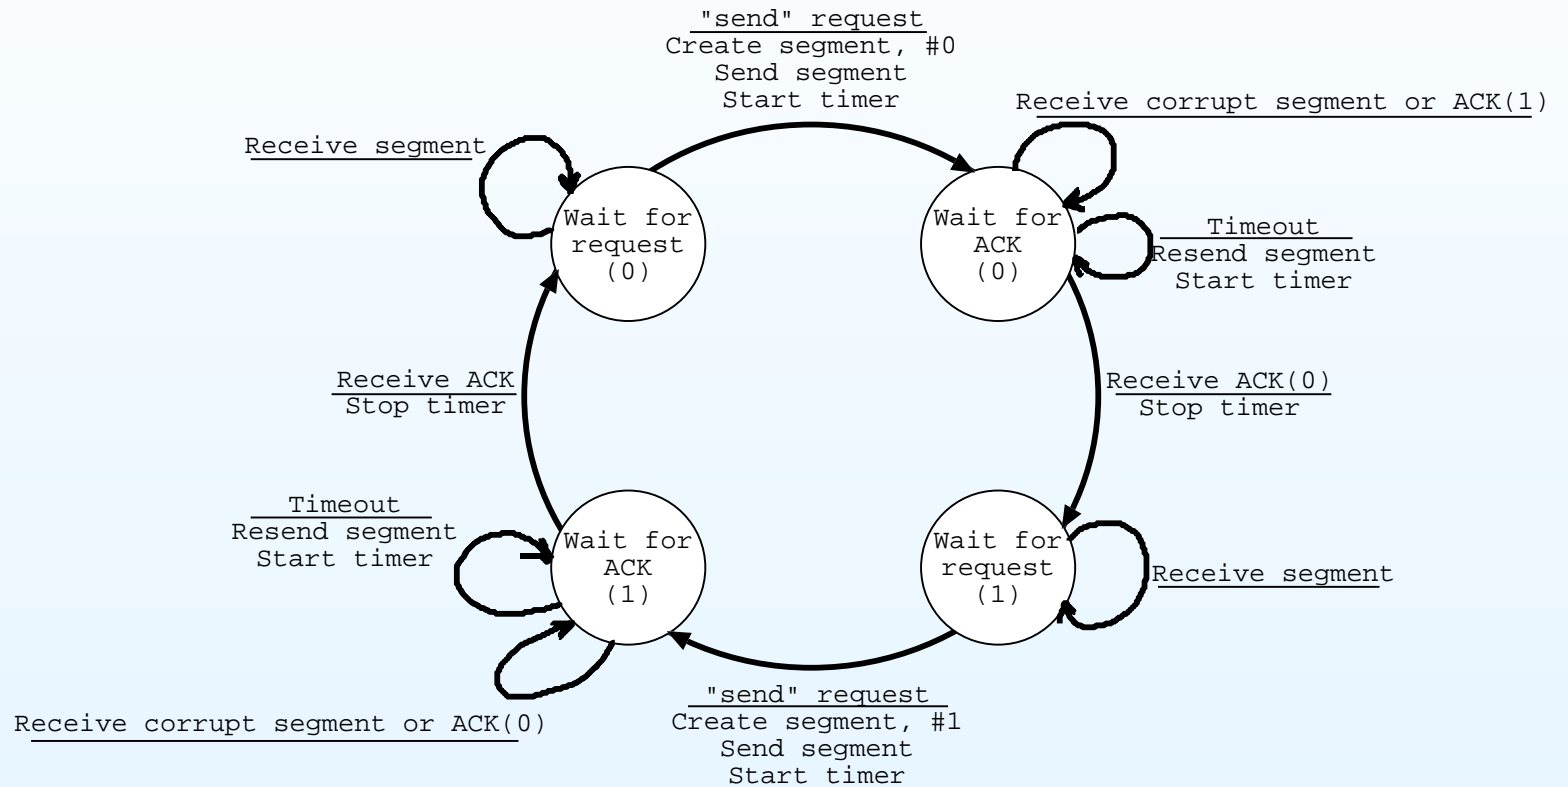 "send" request
Create segment, #0
Send segment
Start timer
Receive corrupt segment or ACK(1)
Receive segment
Wait for
request
(0)
Wait for
ACK
(0)
Timeout
Resend segment
Start timer
Receive ACK
Stop timer
Receive ACK(0)
Stop timer
Timeout
Resend segment
Start timer
Wait for
ACK
(1)
Wait for
request
(1)
Receive segment
Receive corrupt segment or ACK(0)
"send" request
Create segment, #1
Send segment
Start timer